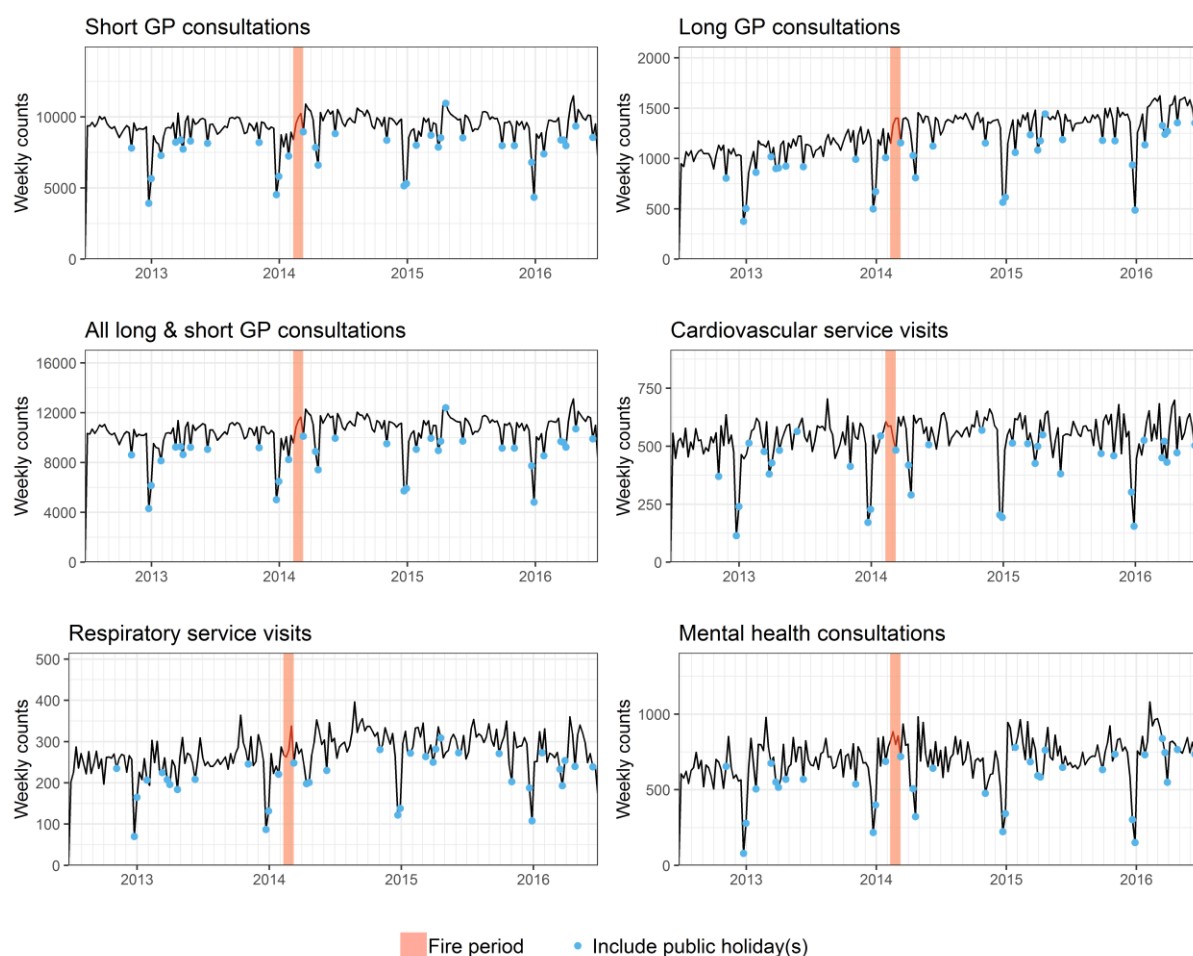 Short GP consultations
Weekly counts
10000
5000
0
2013 2014 2015 2016
Long GP consultations
Weekly counts
2000
1500
1000
500
0
2013 2014 2015 2016
All long & short GP consultations
Weekly counts
16000
12000
8000
4000
0
2013 2014 2015 2016
Cardiovascular service visits
Weekly counts
750
500
250
0
2013 2014 2015 2016
Respiratory service visits
Weekly counts
500
400
300
200
100
0
2013 2014 2015 2016
Mental health consultations
Weekly counts
1000
500
0
2013 2014 2015 2016
Fire period Include public holiday(s)